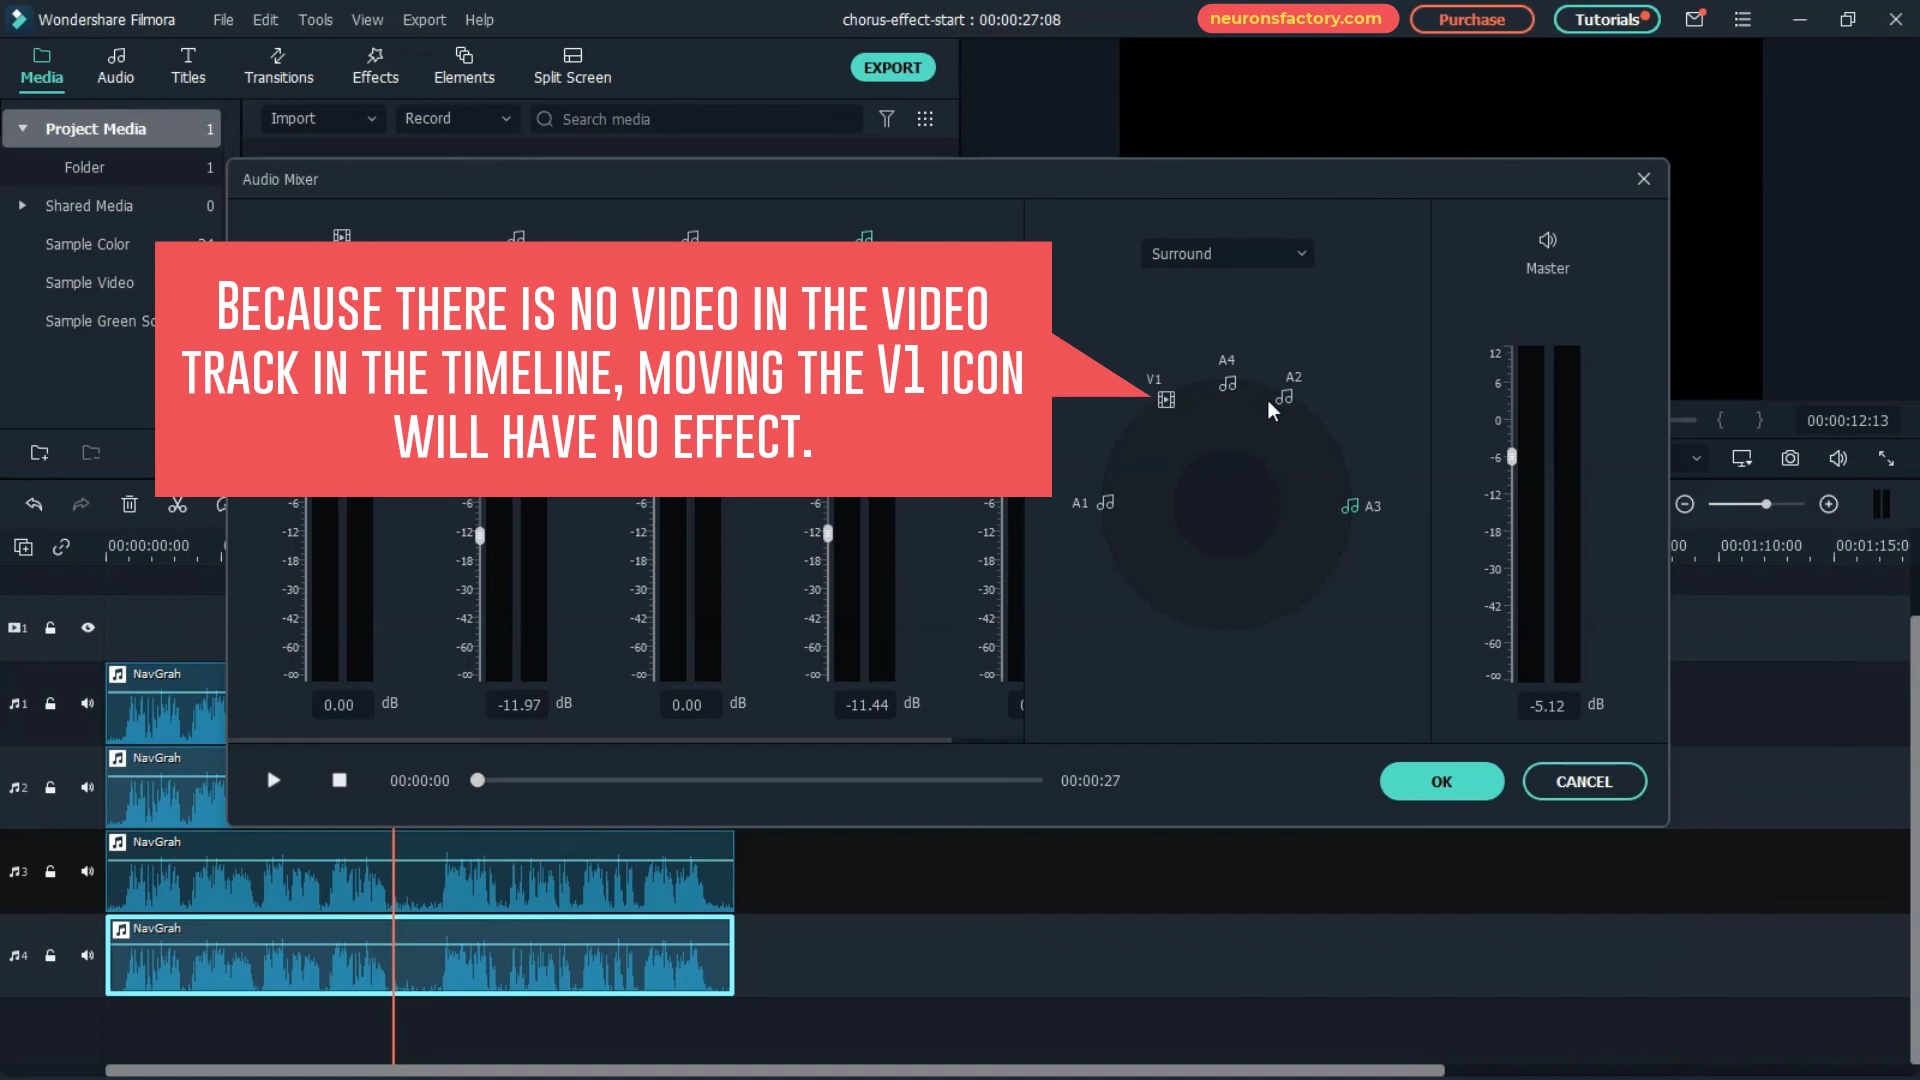 Wondershare Filmora File Edit Tools View Export Help chorus-effect-start : 00:00:27:08 neuronsfactory.com Purchase Tutorials
Media Audio Titles Transitions Effects Elements Split Screen EXPORT
Project Media 1 Import Record Search media
Folder 1
Shared Media 0
Sample Color
Sample Video
Sample Green
Audio Mixer
BECAUSE THERE IS NO VIDEO IN THE VIDEO
TRACK IN THE TIMELINE, MOVING THE V1 ICON
WILL HAVE NO EFFECT.
Surround
Master
V1 A4 A2
A1 A3
12
6
0
-6
-12
-18
-30
-42
-60
-∞
-5.12 dB
00:00:12:13
-6 -6 -6 -6 -6
-12 -12 -12 -12 -12
-18 -18 -18 -18 -18
-30 -30 -30 -30 -30
-42 -42 -42 -42 -42
-60 -60 -60 -60 -60
-∞ -∞ -∞ -∞ -∞
0.00 dB -11.97 dB 0.00 dB -11.44 dB
00:00:00 00:00:27
OK CANCEL
00:00:00:00 00 00:01:10:00 00:01:15:0
1
1 NavGrah
2 NavGrah
3 NavGrah
4 NavGrah